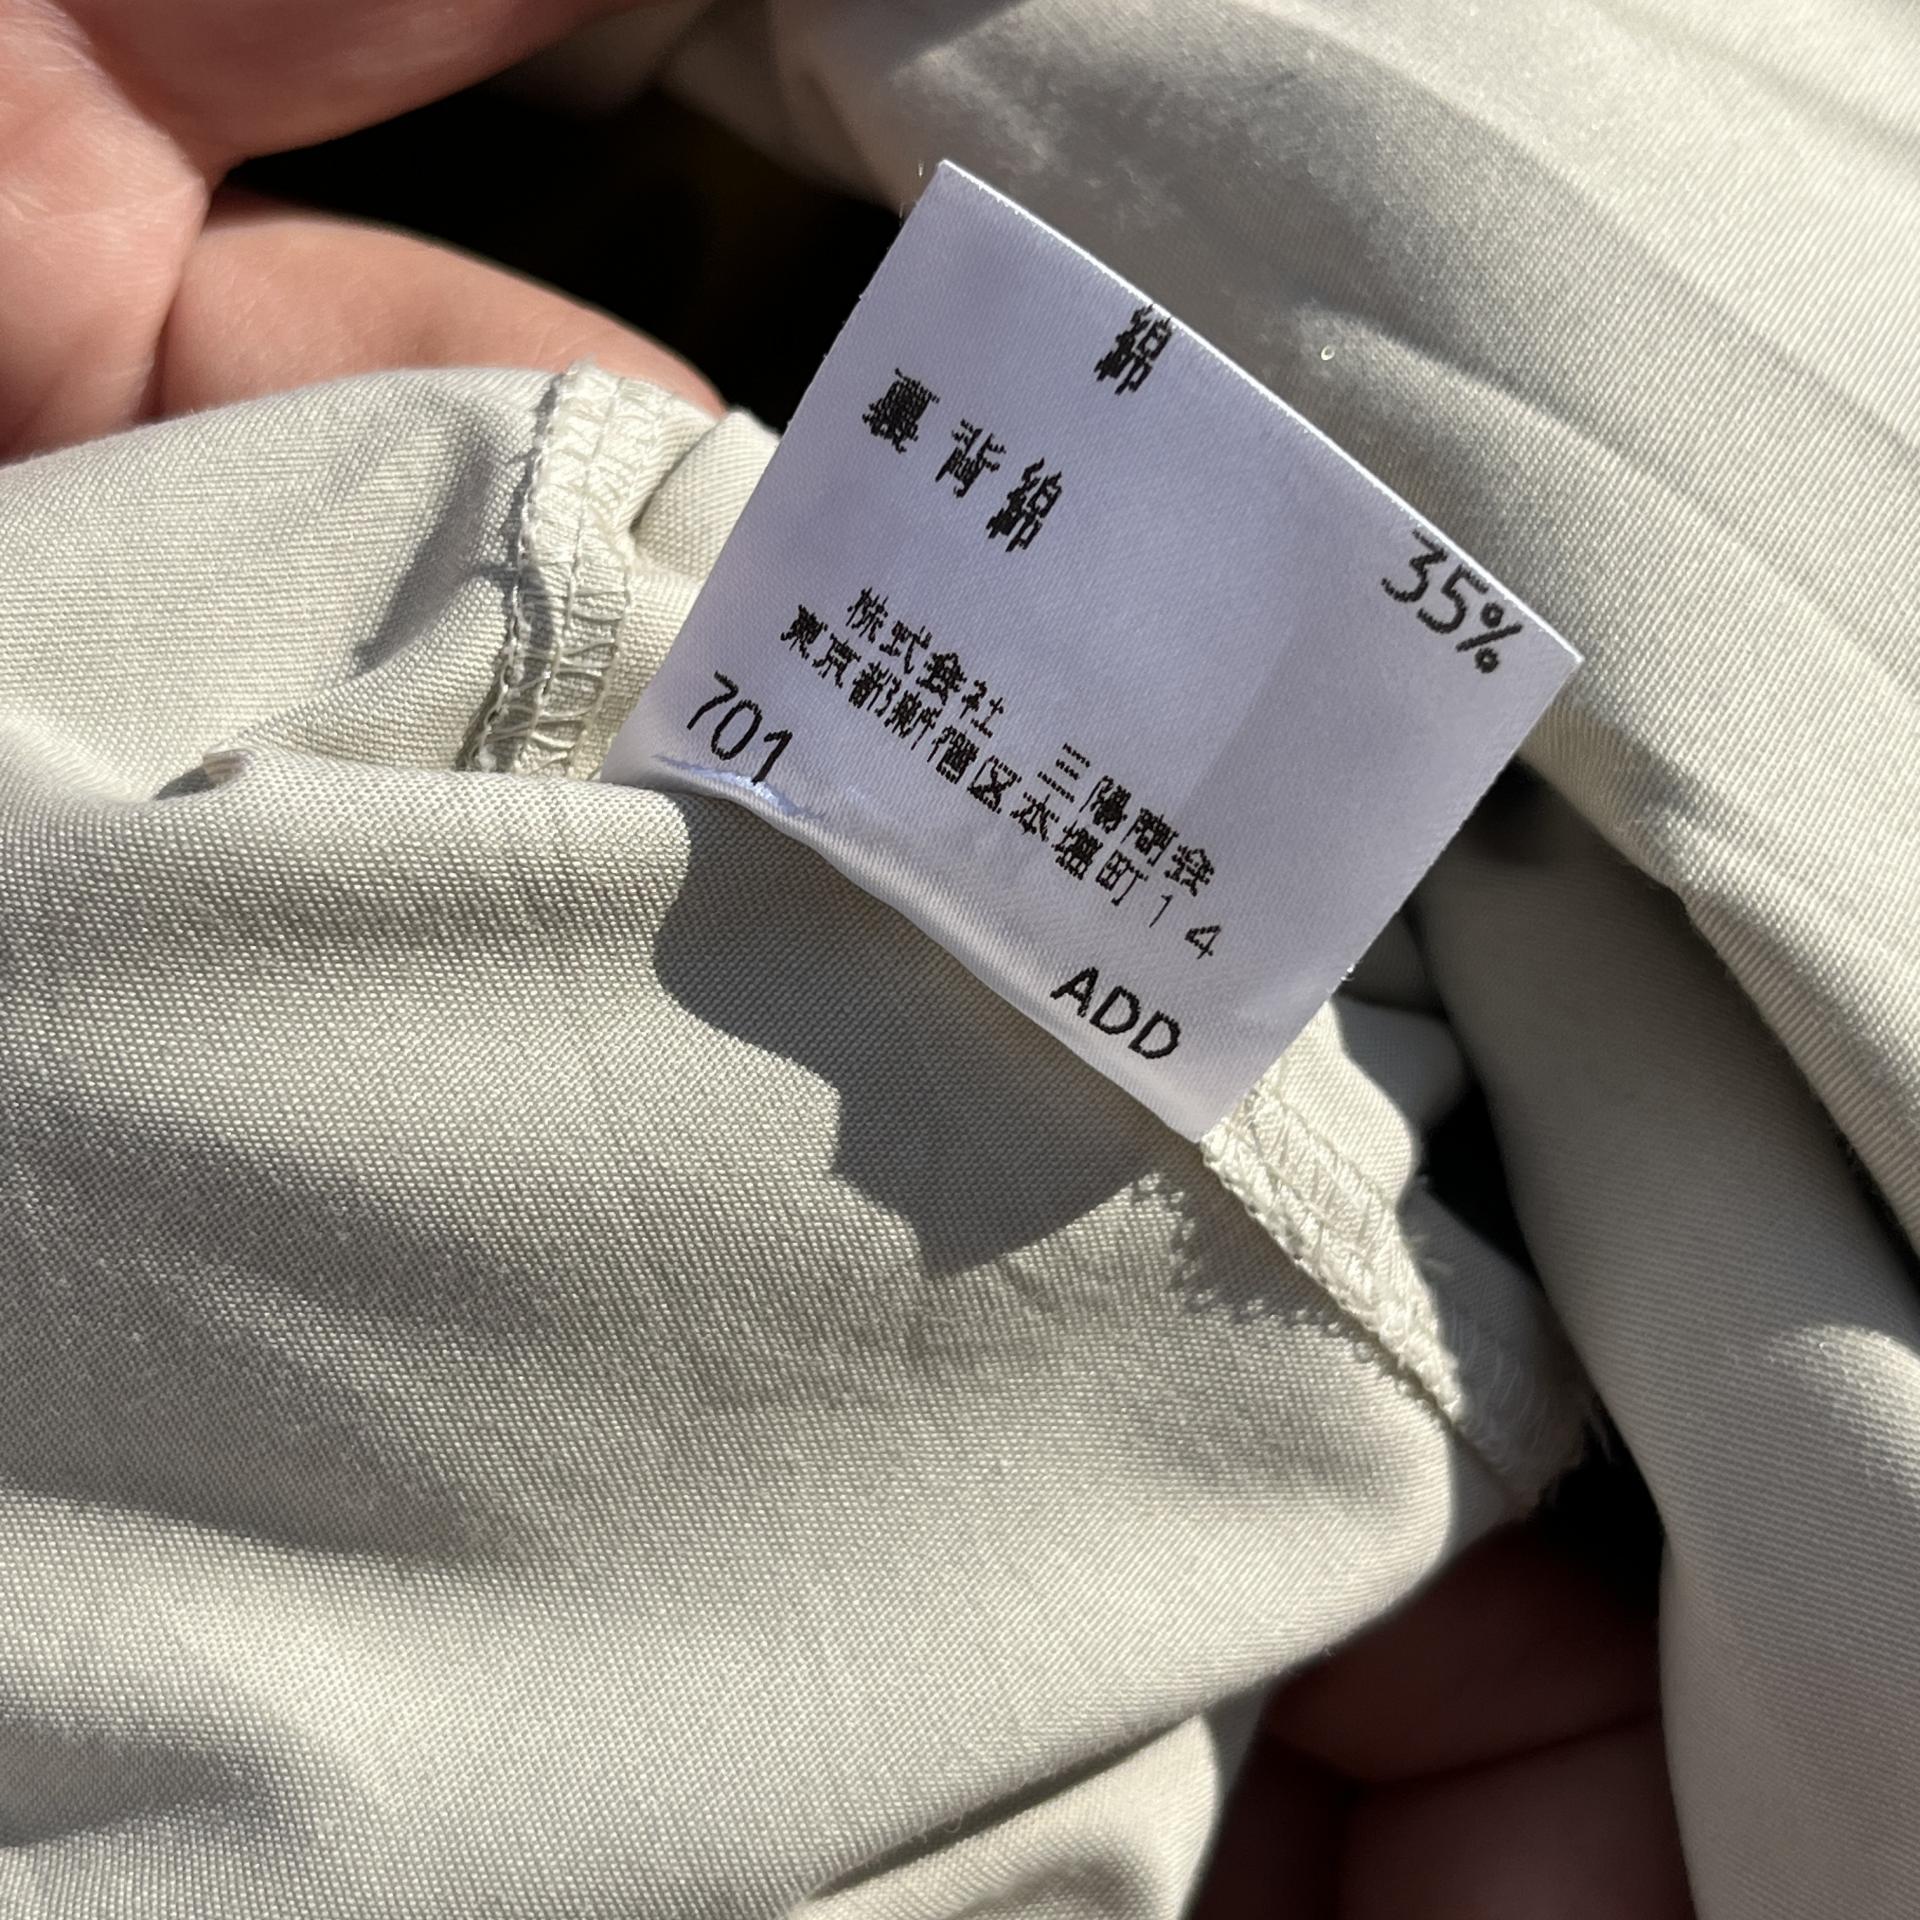 綿 35%
裏背綿
株式会社 三陽商会
東京都新宿区本塩町14
701 ADD